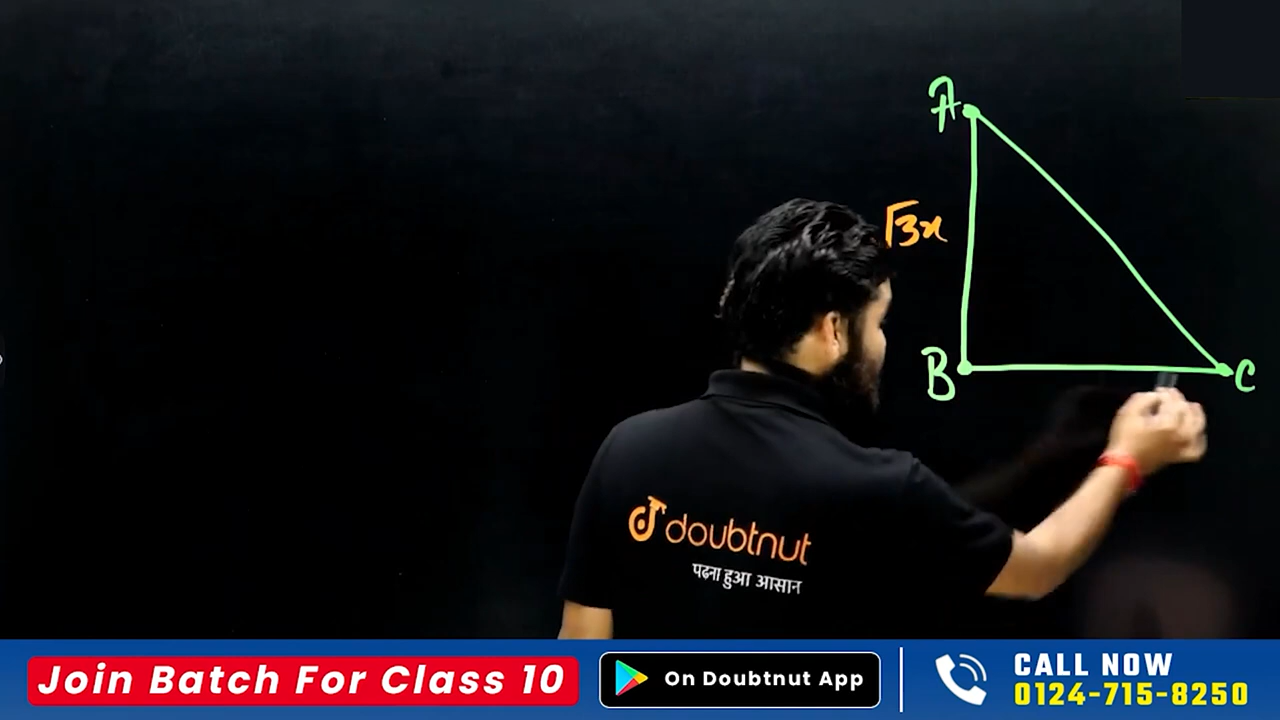 A
√3x
B
C
doubtnut
पढ़ना हुआ आसान
Join Batch For Class 10
On Doubtnut App
CALL NOW
0124-715-8250